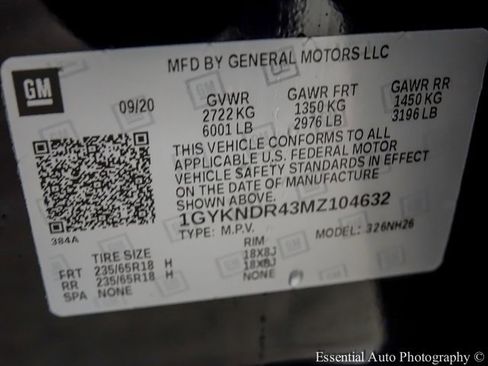 MFD BY GENERAL MOTORS LLC
GM
09/20
GVWR GAWR FRT GAWR RR
2722 KG 1350 KG 1450 KG
6001 LB 2976 LB 3196 LB
THIS VEHICLE CONFORMS TO ALL
APPLICABLE U.S. FEDERAL MOTOR
VEHICLE SAFETY STANDARDS IN EFFECT
ON THE DATE OF MANUFACTURE
SHOWN ABOVE.
1GYKNDR43MZ104632
384A
TYPE: M.P.V. MODEL: 326NH26
TIRE SIZE RIM
FRT 235/65R18 H 18X8J
RR 235/65R18 H 18X8J
SPA NONE NONE
Essential Auto Photography ©